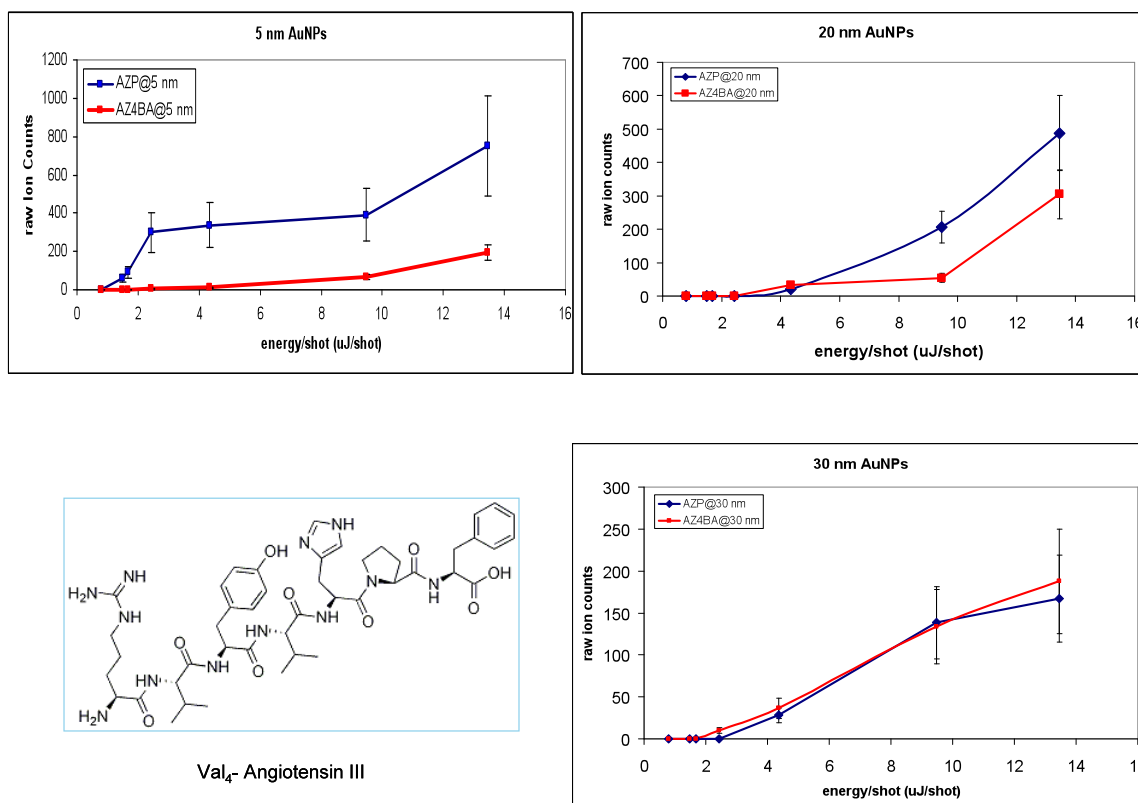 5 nm AuNPs
1200
1000
800
600
400
200
0
raw Ion Counts
AZP@5 nm
AZ4BA@5 nm
0 2 4 6 8 10 12 14 16
energy/shot (uJ/shot)
20 nm AuNPs
700
600
500
400
300
200
100
0
raw ion counts
AZP@20 nm
AZ4BA@20 nm
0 2 4 6 8 10 12 14 16
energy/shot (uJ/shot)
NH
H2N
NH
H2N
O
NH
O
NH
OH
O
NH
O
NH
N
NH
O
N
O
N
H
O
OH
Val4- Angiotensin III
30 nm AuNPs
300
250
200
150
100
50
0
raw ion counts
AZP@30 nm
AZ4BA@30 nm
0 2 4 6 8 10 12 14 16
energy/shot (uJ/shot)